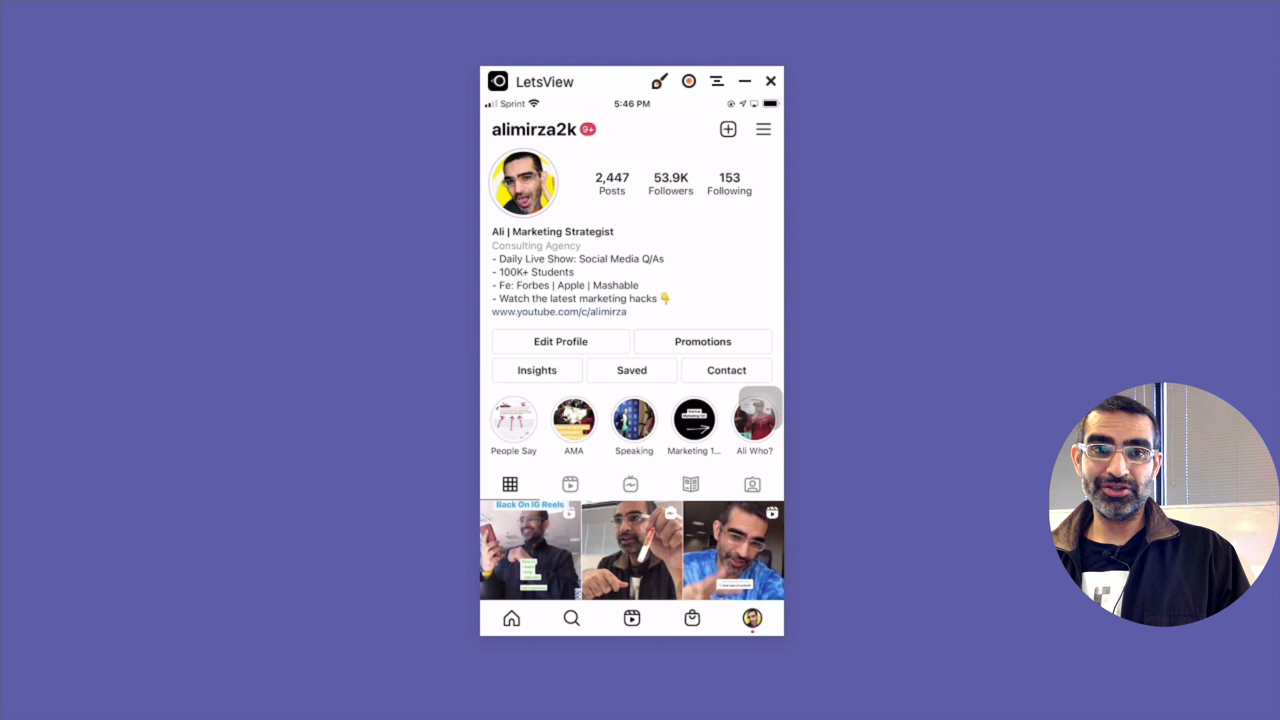 LetsView
Sprint
5:46 PM
alimirza2k 9+
2,447
Posts
53.9K
Followers
153
Following
Ali | Marketing Strategist
Consulting Agency
- Daily Live Show: Social Media Q/As
- 100K+ Students
- Fe: Forbes | Apple | Mashable
- Watch the latest marketing hacks 👇
www.youtube.com/c/alimirza
Edit Profile
Promotions
Insights
Saved
Contact
People Say
AMA
Speaking
Marketing 1...
Ali Who?
Back On IG Reels